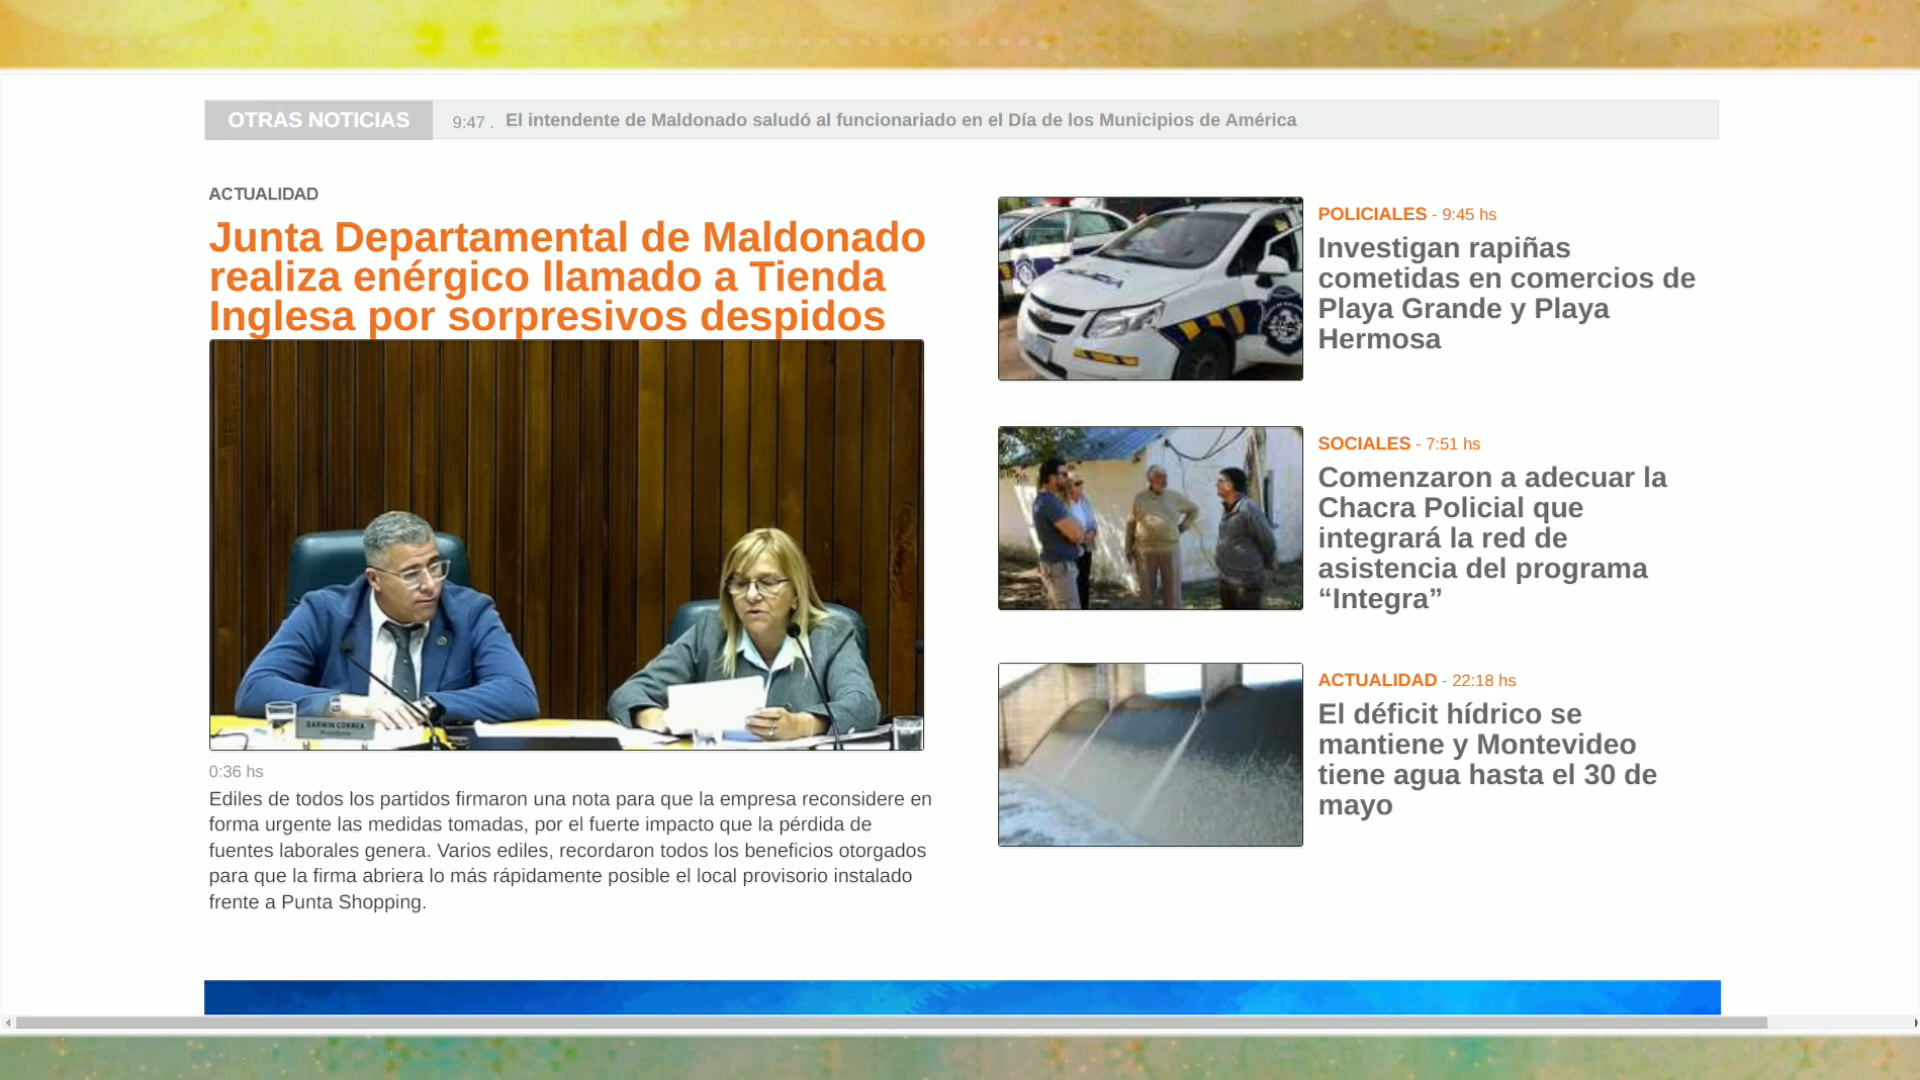 OTRAS NOTICIAS
9:47 . El intendente de Maldonado saludó al funcionariado en el Día de los Municipios de América
ACTUALIDAD
Junta Departamental de Maldonado
realiza enérgico llamado a Tienda
Inglesa por sorpresivos despidos
DARWIN CORREA
Presidente
0:36 hs
Ediles de todos los partidos firmaron una nota para que la empresa reconsidere en
forma urgente las medidas tomadas, por el fuerte impacto que la pérdida de
fuentes laborales genera. Varios ediles, recordaron todos los beneficios otorgados
para que la firma abriera lo más rápidamente posible el local provisorio instalado
frente a Punta Shopping.
POLICIALES - 9:45 hs
Investigan rapiñas
cometidas en comercios de
Playa Grande y Playa
Hermosa
SOCIALES - 7:51 hs
Comenzaron a adecuar la
Chacra Policial que
integrará la red de
asistencia del programa
“Integra”
ACTUALIDAD - 22:18 hs
El déficit hídrico se
mantiene y Montevideo
tiene agua hasta el 30 de
mayo